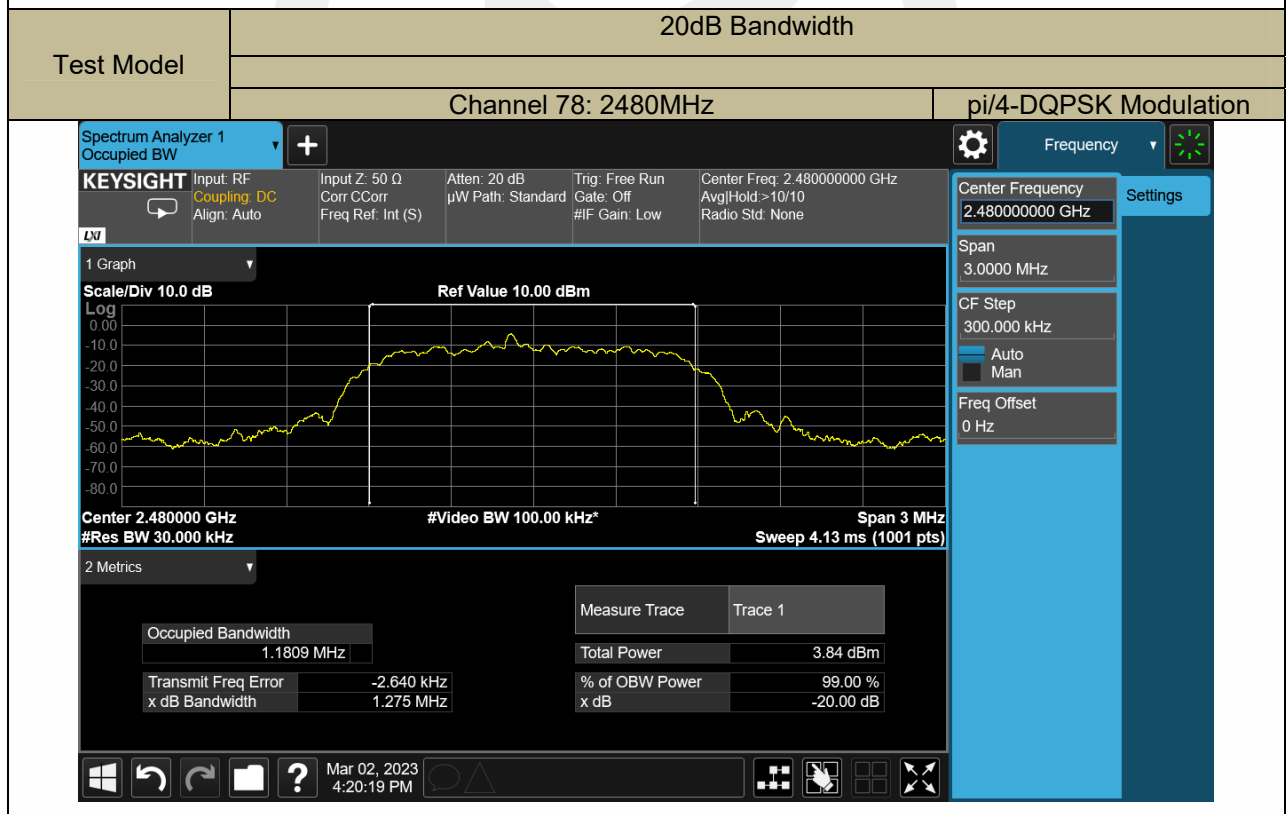 20dB Bandwidth
Test Model
Channel 78: 2480MHz
pi/4-DQPSK Modulation
Spectrum Analyzer 1
Occupied BW
Frequency
KEYSIGHT
LXI
Input: RF
Coupling: DC
Align: Auto
Input Z: 50 Ω
Corr CCorr
Freq Ref: Int (S)
Atten: 20 dB
µW Path: Standard
Trig: Free Run
Gate: Off
#IF Gain: Low
Center Freq: 2.480000000 GHz
Avg|Hold:>10/10
Radio Std: None
Center Frequency
2.480000000 GHz
Settings
Span
3.0000 MHz
CF Step
300.000 kHz
Auto
Man
Freq Offset
0 Hz
1 Graph
Scale/Div 10.0 dB
Ref Value 10.00 dBm
Log
0.00
-10.0
-20.0
-30.0
-40.0
-50.0
-60.0
-70.0
-80.0
Center 2.480000 GHz
#Video BW 100.00 kHz*
Span 3 MHz
#Res BW 30.000 kHz
Sweep 4.13 ms (1001 pts)
2 Metrics
Measure Trace
Trace 1
Occupied Bandwidth
1.1809 MHz
Total Power
3.84 dBm
Transmit Freq Error
-2.640 kHz
% of OBW Power
99.00 %
x dB Bandwidth
1.275 MHz
x dB
-20.00 dB
?
Mar 02, 2023
4:20:19 PM